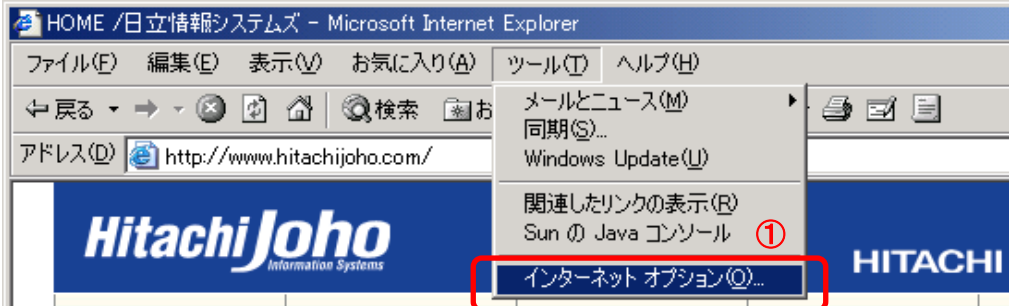 HOME /日立情報システムズ - Microsoft Internet Explorer
ファイル(F) 編集(E) 表示(V) お気に入り(A) ツール(T) ヘルプ(H)
戻る 検索 お
メールとニュース(M)
同期(S)...
アドレス(D) http://www.hitachijoho.com/
Windows Update(U)
関連したリンクの表示(R)
Sun の Java コンソール ①
Hitachi Joho
Information Systems
HITACHI
インターネット オプション(O)...